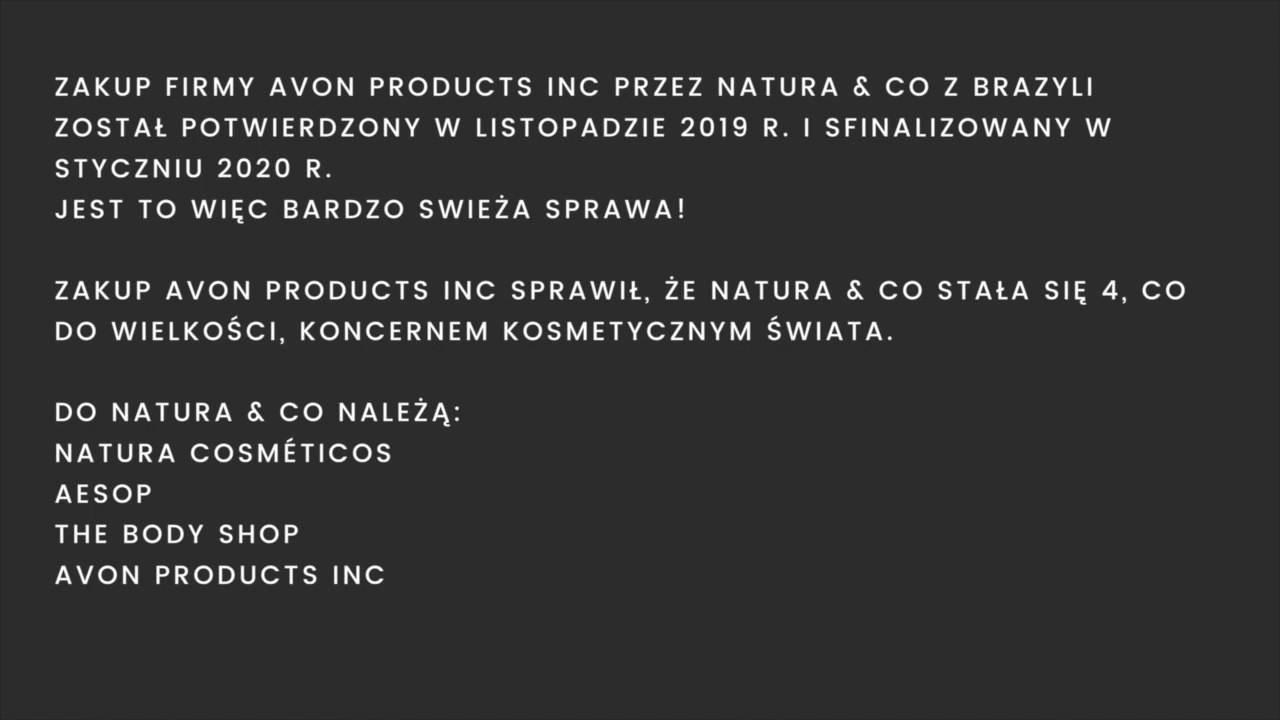 ZAKUP FIRMY AVON PRODUCTS INC PRZEZ NATURA & CO Z BRAZYLI
ZOSTAŁ POTWIERDZONY W LISTOPADZIE 2019 R. I SFINALIZOWANY W
STYCZNIU 2020 R.
JEST TO WIĘC BARDZO SWIEŻA SPRAWA!
ZAKUP AVON PRODUCTS INC SPRAWIŁ, ŻE NATURA & CO STAŁA SIĘ 4, CO
DO WIELKOŚCI, KONCERNEM KOSMETYCZNYM ŚWIATA.
DO NATURA & CO NALEŻĄ:
NATURA COSMÉTICOS
AESOP
THE BODY SHOP
AVON PRODUCTS INC